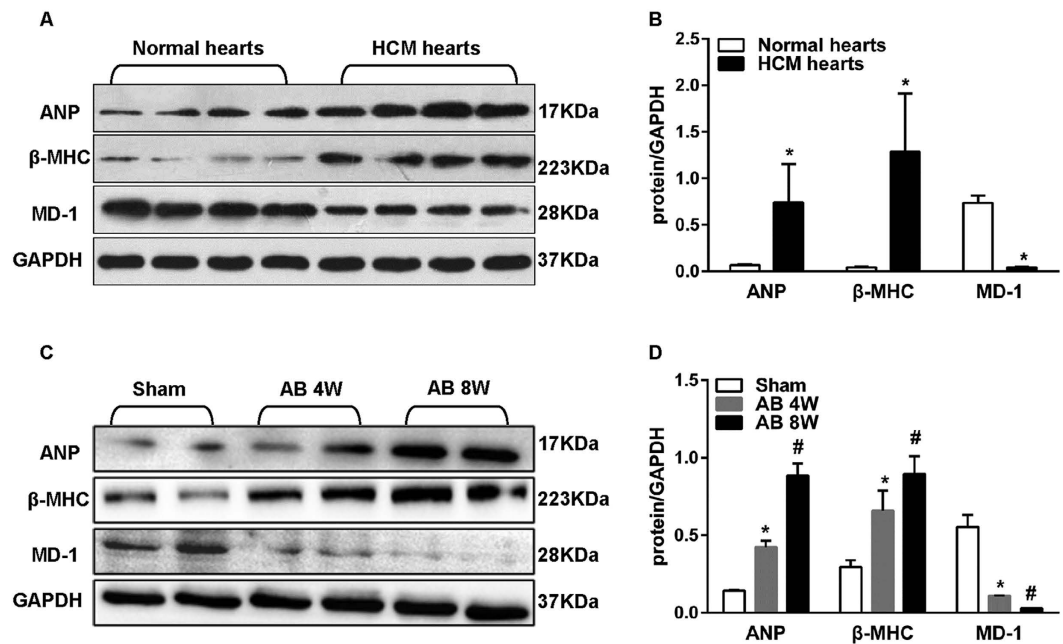 A
Normal hearts HCM hearts
ANP 17KDa
β-MHC 223KDa
MD-1 28KDa
GAPDH 37KDa
B
Normal hearts
HCM hearts
protein/GAPDH
2.5
2.0
1.5
1.0
0.5
0.0
* * *
ANP β-MHC MD-1
C
Sham AB 4W AB 8W
ANP 17KDa
β-MHC 223KDa
MD-1 28KDa
GAPDH 37KDa
D
Sham
AB 4W
AB 8W
protein/GAPDH
1.5
1.0
0.5
0.0
* # * # * #
ANP β-MHC MD-1